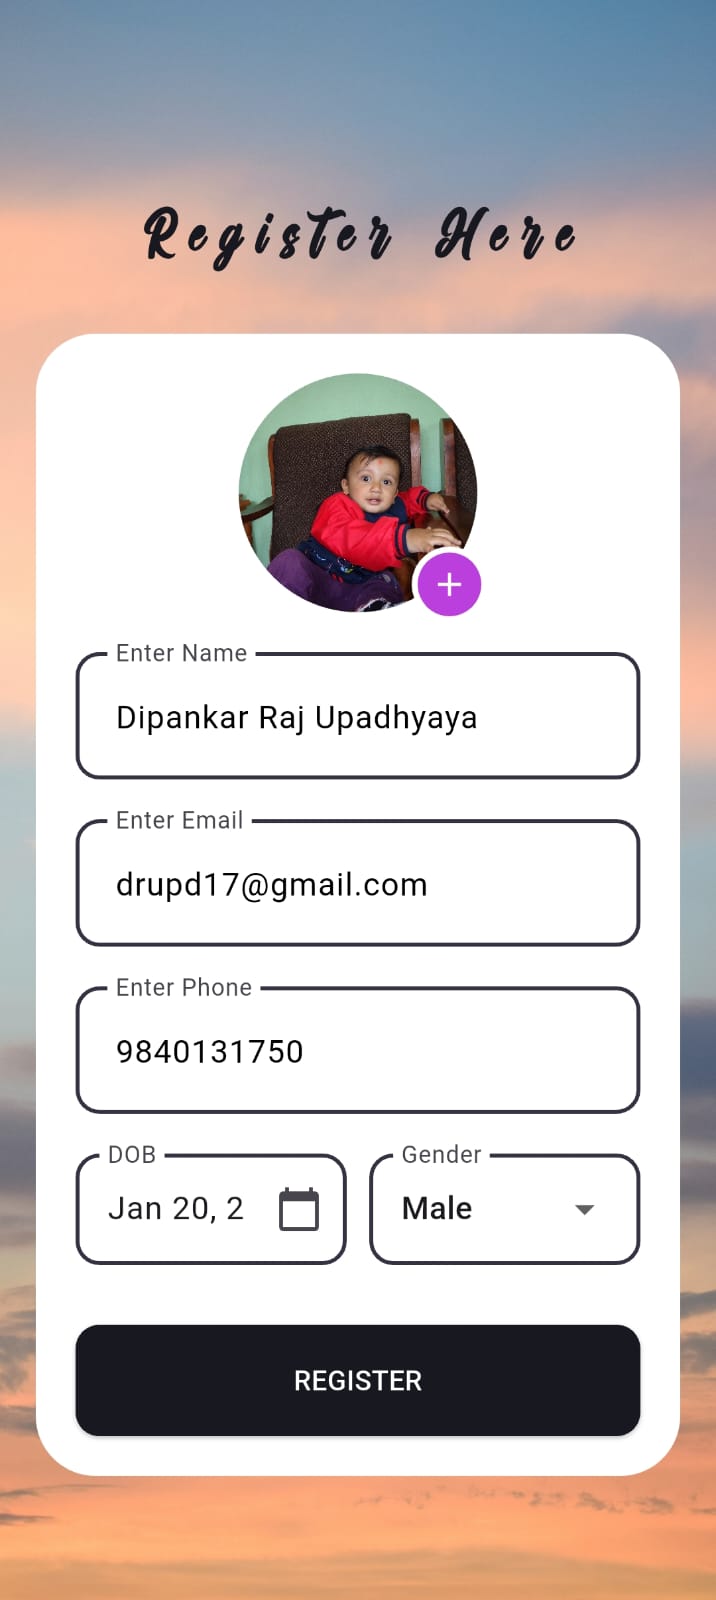 Register Here
Enter Name
Dipankar Raj Upadhyaya
Enter Email
drupd17@gmail.com
Enter Phone
9840131750
DOB Gender
Jan 20, 2 Male
REGISTER